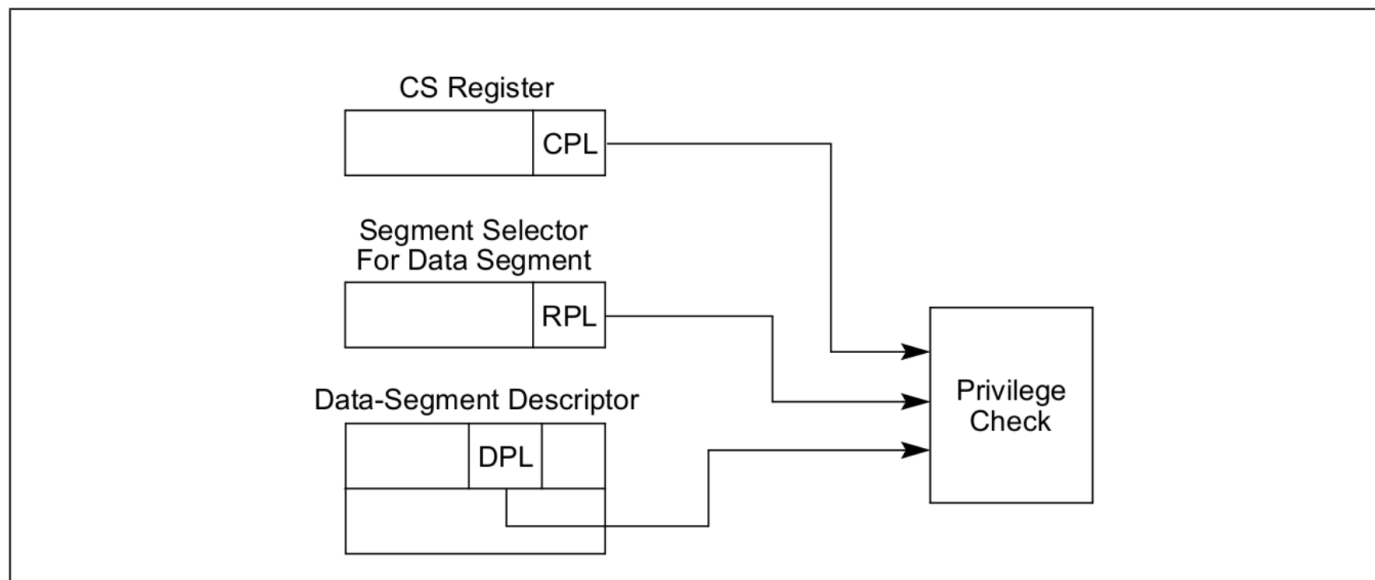 CS Register
CPL
Segment Selector
For Data Segment
RPL
Data-Segment Descriptor
DPL
Privilege
Check